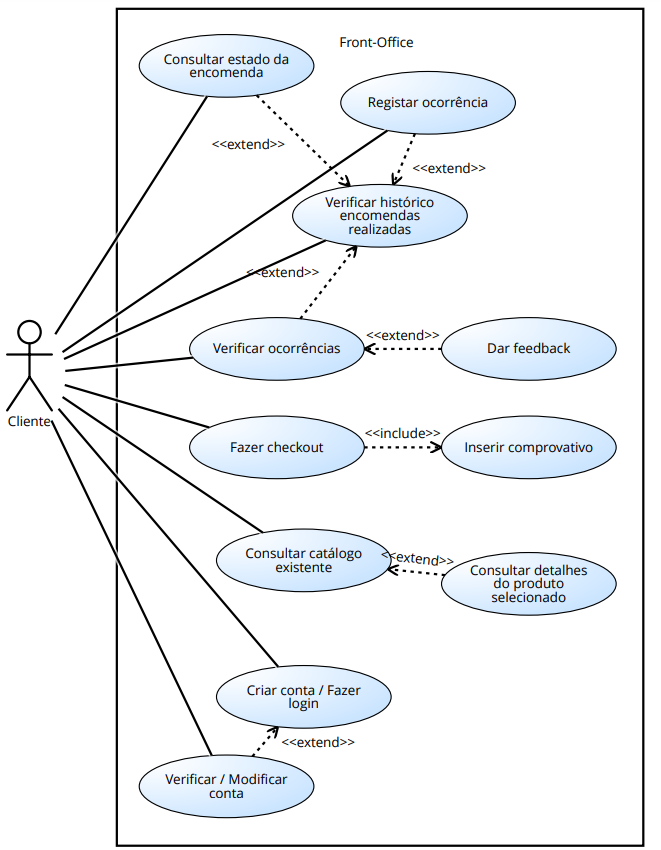 Front-Office
Consultar estado da
encomenda
Registar ocorrência
<<extend>>
<<extend>>
Verificar histórico
encomendas
realizadas
<<extend>>
Verificar ocorrências
<<extend>>
Dar feedback
Cliente
Fazer checkout
<<include>>
Inserir comprovativo
Consultar catálogo
existente
<<extend>>
Consultar detalhes
do produto
selecionado
Criar conta / Fazer
login
<<extend>>
Verificar / Modificar
conta